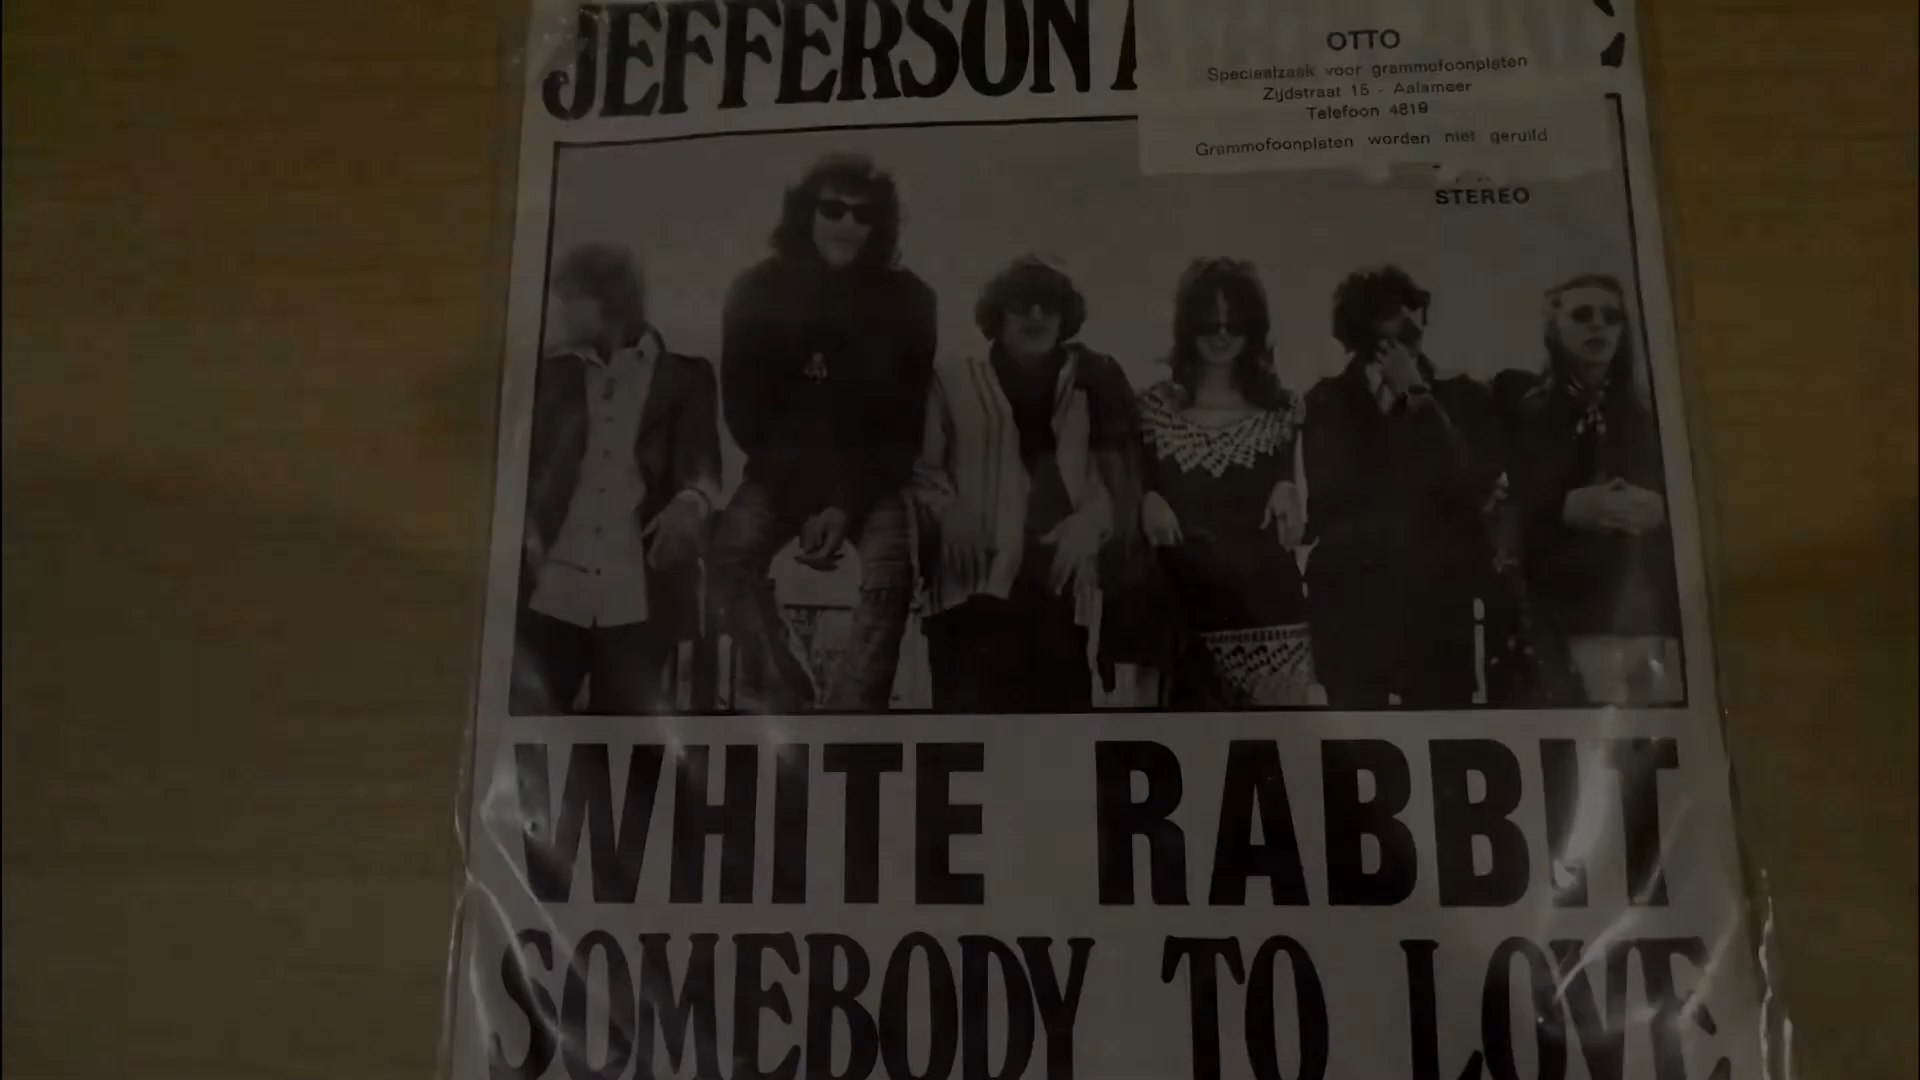 JEFFERSON
OTTO
Speciaalzaak voor grammofoonplaten
Zijdstraat 15 - Aalsmeer
Telefoon 4819
Grammofoonplaten worden niet geruild
STEREO
WHITE RABBIT
SOMEBODY TO LOVE